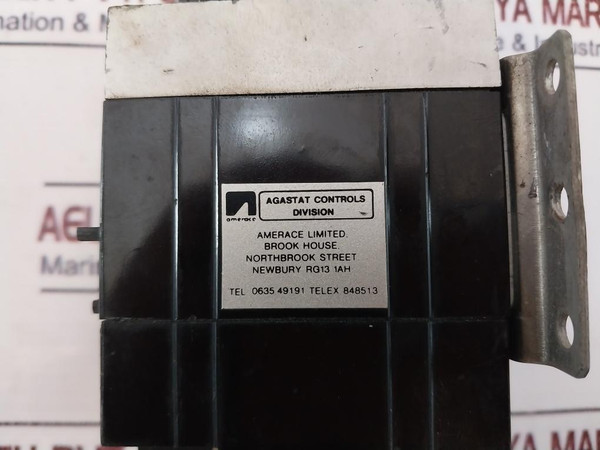 amerace
AGASTAT CONTROLS
DIVISION
AMERACE LIMITED.
BROOK HOUSE.
NORTHBROOK STREET
NEWBURY RG13 1AH
TEL 0635 49191 TELEX 848513